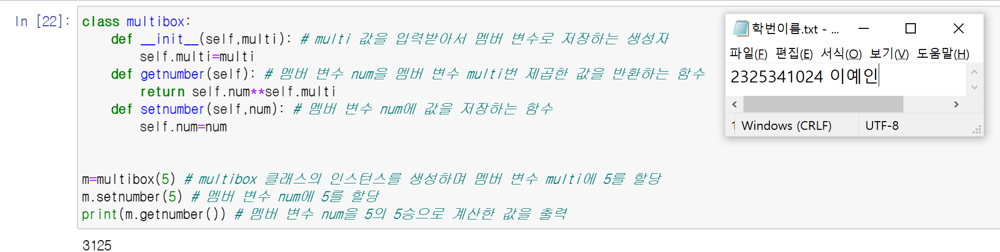 In [22]:
class multibox:
    def __init__(self,multi): # multi 값을 입력받아서 멤버 변수로 저장하는 생성자
        self.multi=multi
    def getnumber(self): # 멤버 변수 num을 멤버 변수 multi번 제곱한 값을 반환하는 함수
        return self.num**self.multi
    def setnumber(self,num): # 멤버 변수 num에 값을 저장하는 함수
        self.num=num
m=multibox(5) # multibox 클래스의 인스턴스를 생성하며 멤버 변수 multi에 5를 할당
m.setnumber(5) # 멤버 변수 num에 5를 할당
print(m.getnumber()) # 멤버 변수 num을 5의 5승으로 계산한 값을 출력
3125
학번이름.txt - ...
파일(F) 편집(E) 서식(O) 보기(V) 도움말(H)
2325341024 이예인
1 Windows (CRLF) UTF-8